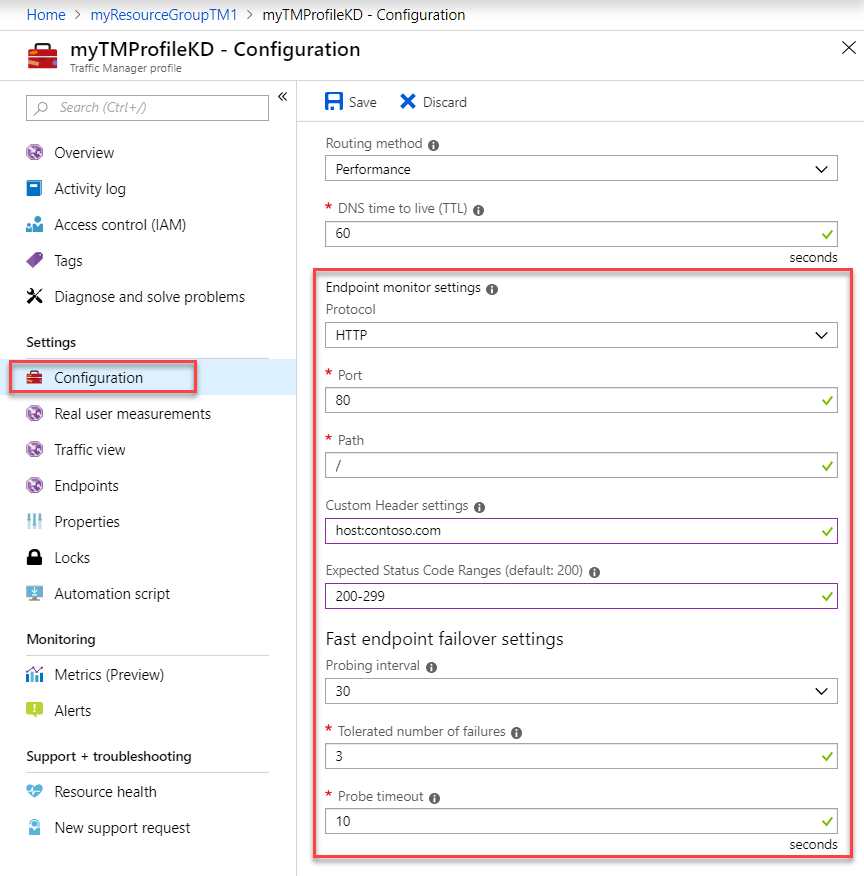 Home > myResourceGroupTM1 > myTMProfileKD - Configuration
myTMProfileKD - Configuration
Traffic Manager profile
Search (Ctrl+/)
Overview
Activity log
Access control (IAM)
Tags
Diagnose and solve problems
Settings
Configuration
Real user measurements
Traffic view
Endpoints
Properties
Locks
Automation script
Monitoring
Metrics (Preview)
Alerts
Support + troubleshooting
Resource health
New support request
Save Discard
Routing method
Performance
* DNS time to live (TTL)
60
seconds
Endpoint monitor settings
Protocol
HTTP
* Port
80
* Path
/
Custom Header settings
host:contoso.com
Expected Status Code Ranges (default: 200)
200-299
Fast endpoint failover settings
Probing interval
30
* Tolerated number of failures
3
* Probe timeout
10
seconds